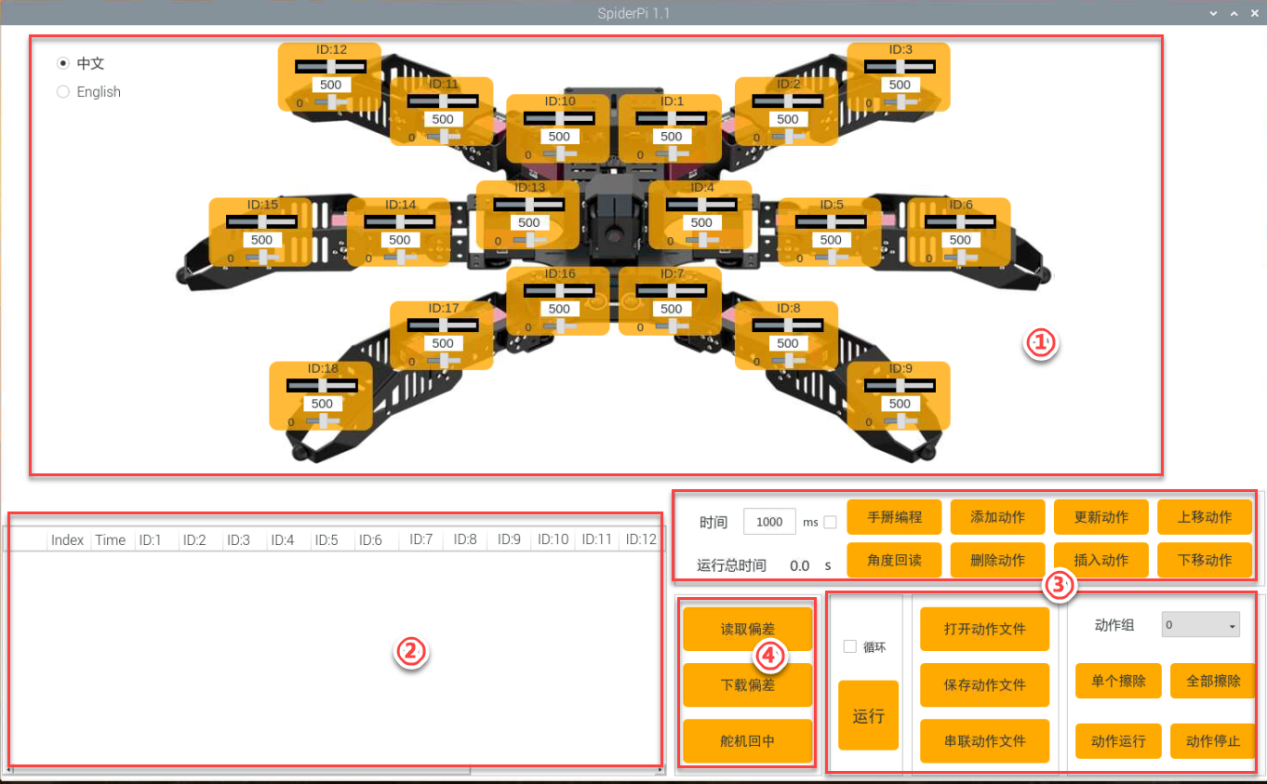 SpiderPi 1.1
中文
English
ID:12
500
0
ID:11
500
0
ID:10
500
0
ID:1
500
0
ID:2
500
0
ID:3
500
0
ID:15
500
0
ID:14
500
0
ID:13
500
0
ID:4
500
0
ID:5
500
0
ID:6
500
0
ID:18
500
0
ID:17
500
0
ID:16
500
0
ID:7
500
0
ID:8
500
0
ID:9
500
0
①
Index Time ID:1 ID:2 ID:3 ID:4 ID:5 ID:6 ID:7 ID:8 ID:9 ID:10 ID:11 ID:12
②
时间 1000 ms
手掰编程 添加动作 更新动作 上移动作
运行总时间 0.0 s
角度回读 删除动作 插入动作 下移动作
③
读取偏差
④
下载偏差
舵机回中
循环
运行
打开动作文件
保存动作文件
串联动作文件
动作组 0
单个擦除 全部擦除
动作运行 动作停止